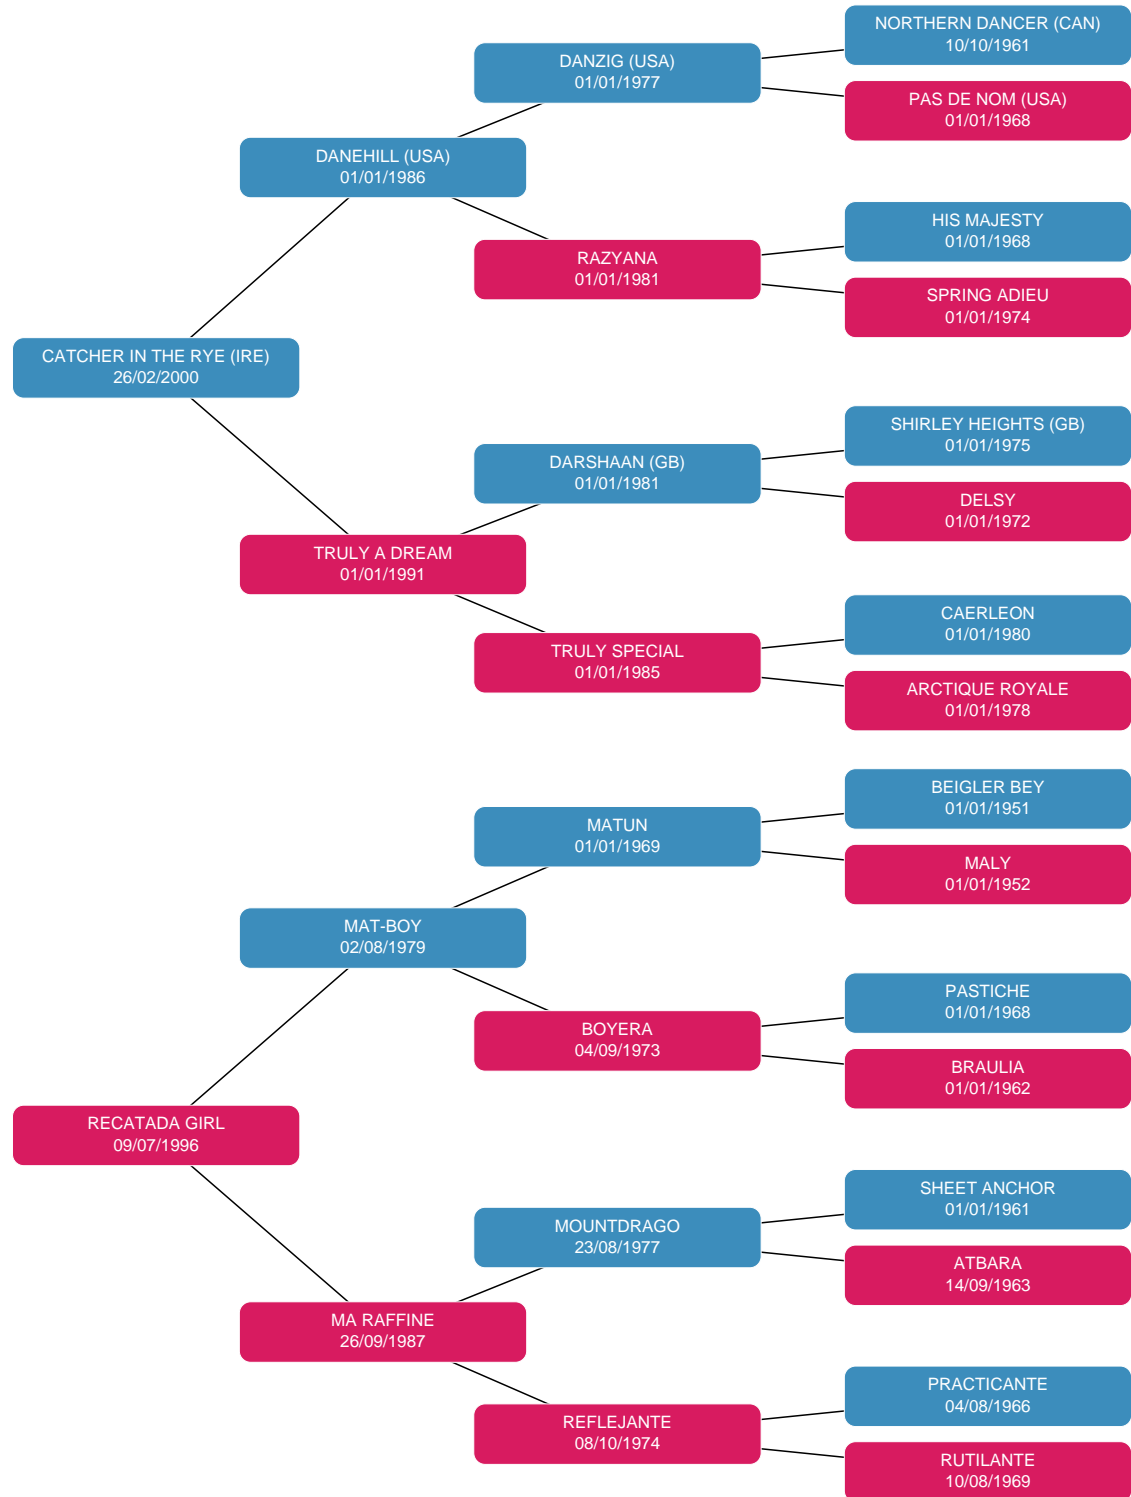 NORTHERN DANCER (CAN)
10/10/1961
DANZIG (USA)
01/01/1977
PAS DE NOM (USA)
01/01/1968
DANEHILL (USA)
01/01/1986
HIS MAJESTY
01/01/1968
RAZYANA
01/01/1981
SPRING ADIEU
01/01/1974
CATCHER IN THE RYE (IRE)
26/02/2000
SHIRLEY HEIGHTS (GB)
01/01/1975
DARSHAAN (GB)
01/01/1981
DELSY
01/01/1972
TRULY A DREAM
01/01/1991
CAERLEON
01/01/1980
TRULY SPECIAL
01/01/1985
ARCTIQUE ROYALE
01/01/1978
BEIGLER BEY
01/01/1951
MATUN
01/01/1969
MALY
01/01/1952
MAT-BOY
02/08/1979
PASTICHE
01/01/1968
BOYERA
04/09/1973
BRAULIA
01/01/1962
RECATADA GIRL
09/07/1996
SHEET ANCHOR
01/01/1961
MOUNTDRAGO
23/08/1977
ATBARA
14/09/1963
MA RAFFINE
26/09/1987
PRACTICANTE
04/08/1966
REFLEJANTE
08/10/1974
RUTILANTE
10/08/1969